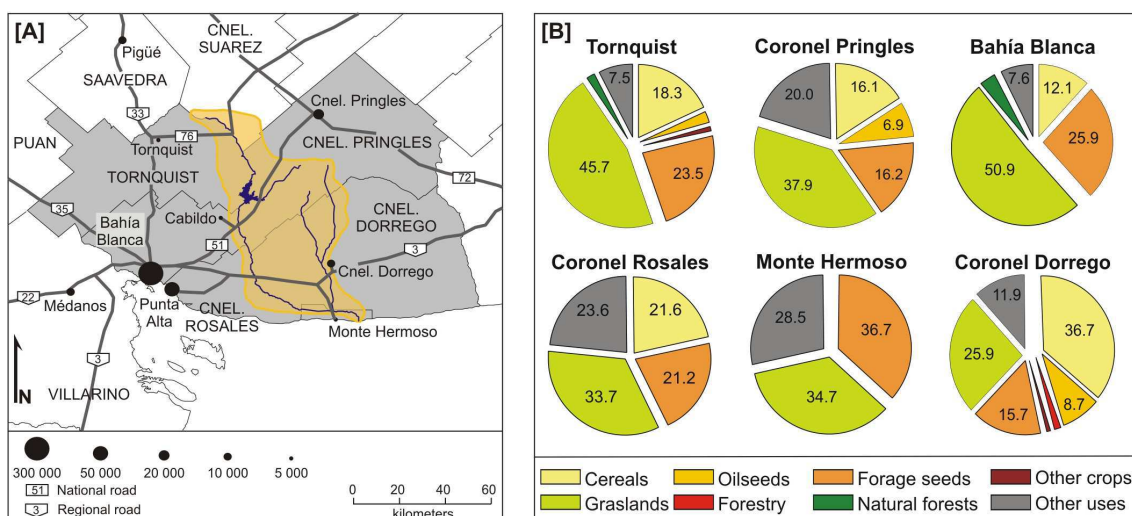 [A]
CNEL.
SUAREZ
Pigüé
SAAVEDRA
33
Cnel. Pringles
76
PUAN
Tornquist
CNEL. PRINGLES
TORNQUIST
72
35
Cabildo
CNEL.
DORREGO
Bahía
Blanca
51
3
Cnel. Dorrego
22
Médanos
Punta
Alta
CNEL.
ROSALES
Monte Hermoso
3
N
VILLARINO
300 000
50 000
20 000
10 000
5 000
51 National road
3 Regional road
0 20 40 60
kilometers
[B]
Tornquist
7.5
18.3
45.7
23.5
Coronel Pringles
20.0
16.1
6.9
37.9
16.2
Bahía Blanca
7.6
12.1
25.9
50.9
Coronel Rosales
23.6
21.6
33.7
21.2
Monte Hermoso
28.5
36.7
34.7
Coronel Dorrego
11.9
36.7
25.9
15.7
8.7
Cereals
Oilseeds
Forage seeds
Other crops
Graslands
Forestry
Natural forests
Other uses